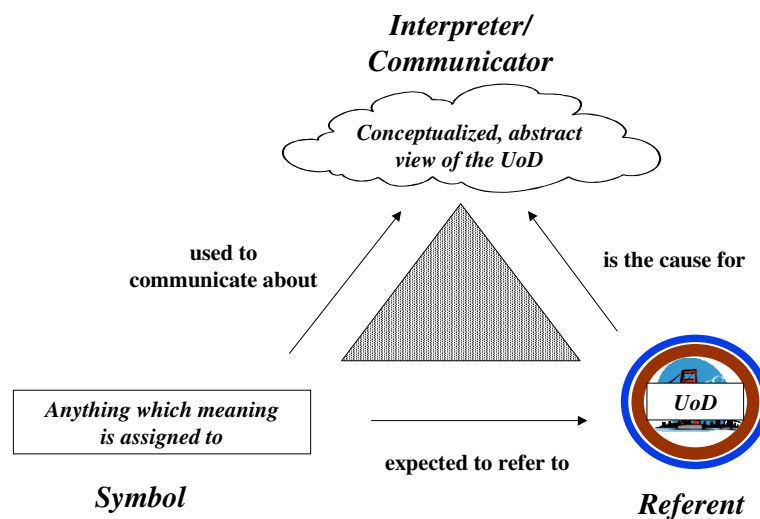 Interpreter/
Communicator
Conceptualized, abstract
view of the UoD
used to
communicate about
is the cause for
Anything which meaning
is assigned to
UoD
expected to refer to
Symbol
Referent